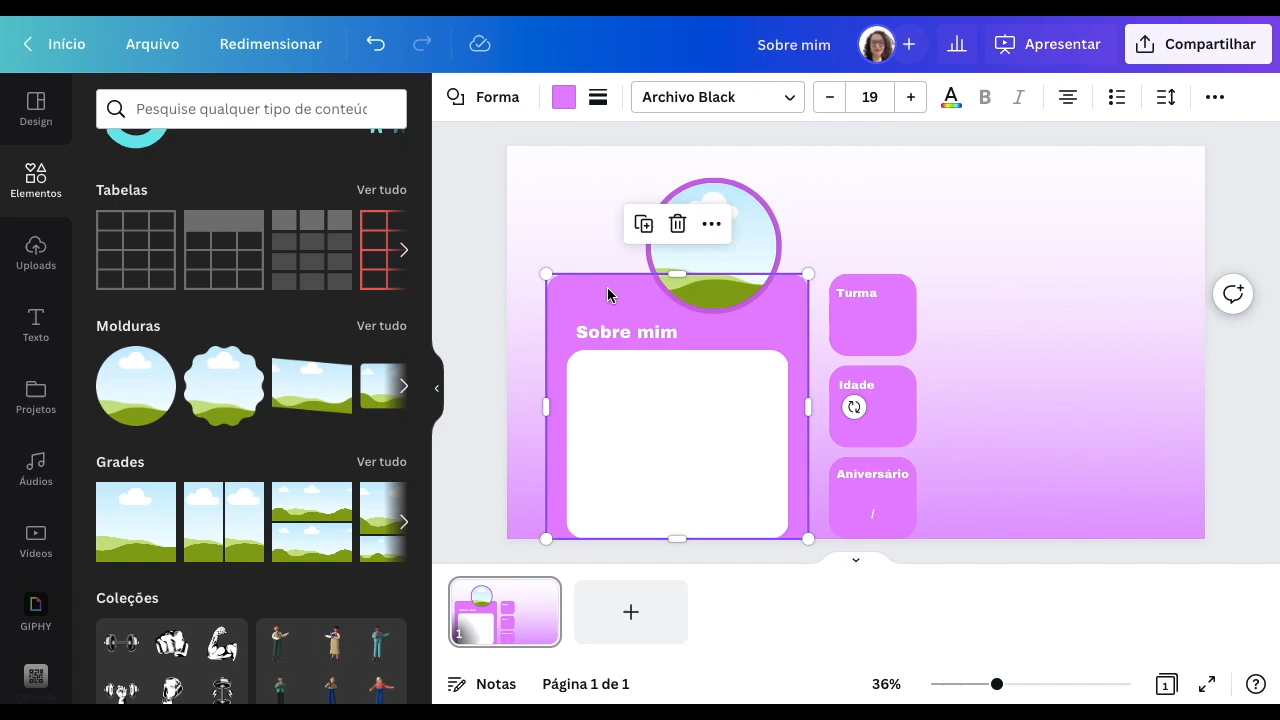 Início Arquivo Redimensionar Sobre mim Apresentar Compartilhar
Design
Elementos
Uploads
Texto
Projetos
Áudios
Vídeos
GIPHY
Pesquise qualquer tipo de conteúc
Tabelas Ver tudo
Molduras Ver tudo
Grades Ver tudo
Coleções
Forma Archivo Black 19 A B I
Sobre mim
Turma
Idade
Aniversário
/
1
Notas Página 1 de 1 36% 1